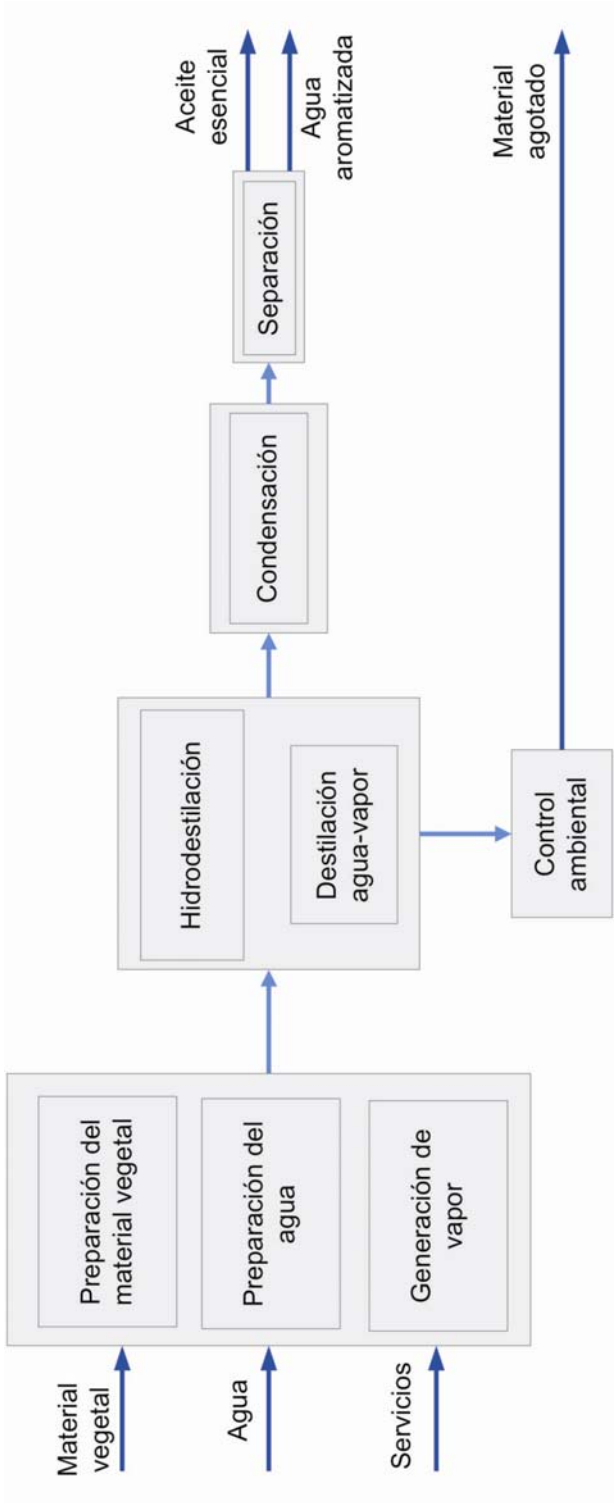 Material
vegetal
Agua
Servicios
Preparación del
material vegetal
Preparación del
agua
Generación de
vapor
Hidrodestilación
Destilación
agua-vapor
Control
ambiental
Condensación
Separación
Aceite
esencial
Agua
aromatizada
Material
agotado